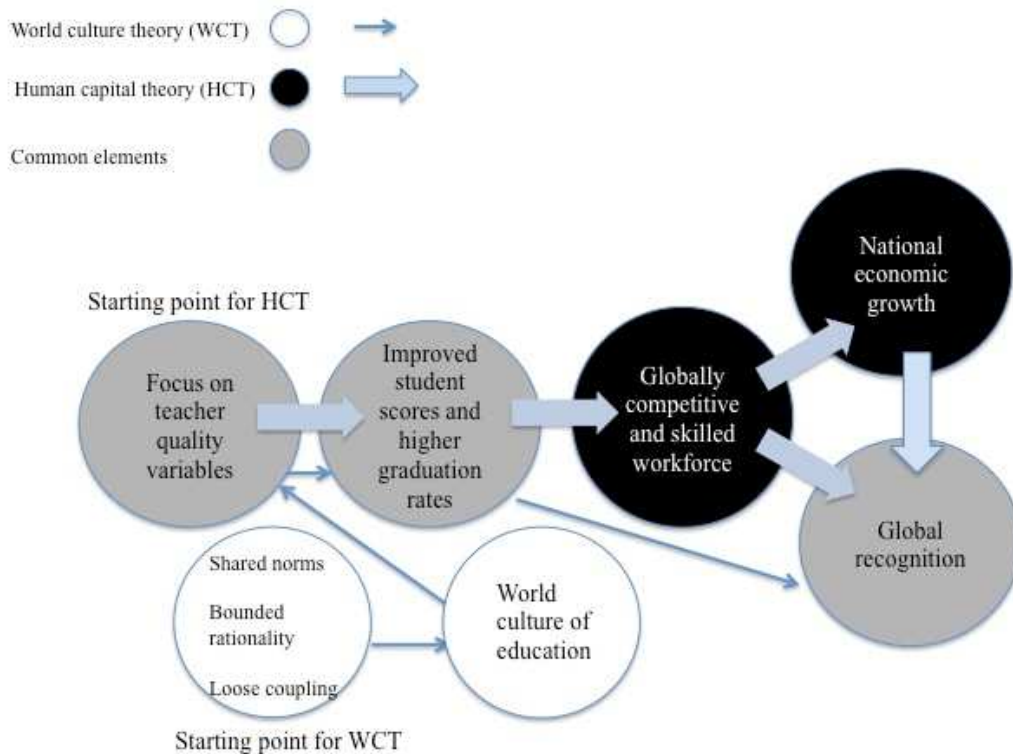 World culture theory (WCT)
Human capital theory (HCT)
Common elements
National
economic
growth
Starting point for HCT
Focus on
teacher
quality
variables
Improved
student
scores and
higher
graduation
rates
Globally
competitive
and skilled
workforce
Global
recognition
Shared norms
Bounded
rationality
Loose coupling
World
culture of
education
Starting point for WCT